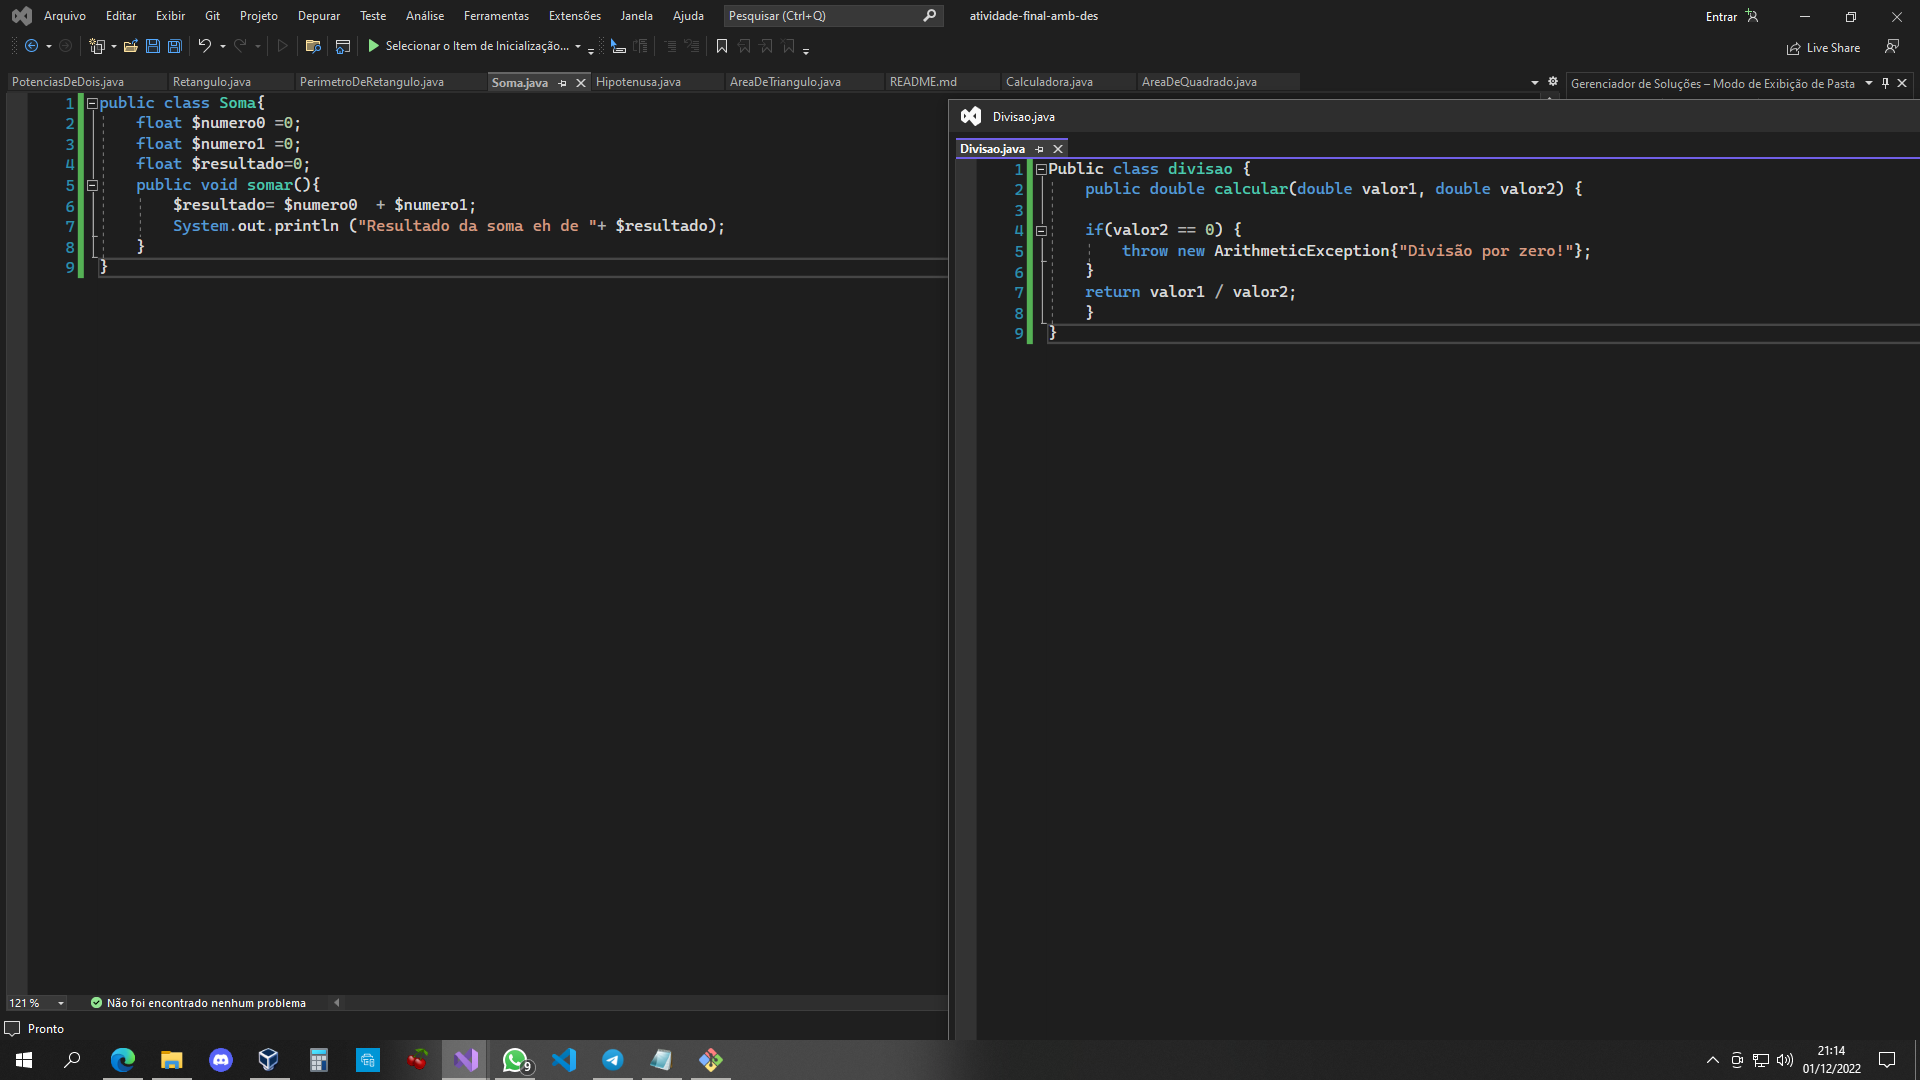 Arquivo Editar Exibir Git Projeto Depurar Teste Análise Ferramentas Extensões Janela Ajuda Pesquisar (Ctrl+Q) atividade-final-amb-des Entrar
Selecionar o Item de Inicialização... Live Share
PotenciasDeDois.java Retangulo.java PerimetroDeRetangulo.java Soma.java Hipotenusa.java AreaDeTriangulo.java README.md Calculadora.java AreaDeQuadrado.java Gerenciador de Soluções – Modo de Exibição de Pasta
1 public class Soma{
2 float $numero0 =0;
3 float $numero1 =0;
4 float $resultado=0;
5 public void somar(){
6 $resultado= $numero0  + $numero1;
7 System.out.println ("Resultado da soma eh de "+ $resultado);
8 }
9 }
Divisao.java
Divisao.java
1 Public class divisao {
2 public double calcular(double valor1, double valor2) {
3
4 if(valor2 == 0) {
5 throw new ArithmeticException{"Divisão por zero!"};
6 }
7 return valor1 / valor2;
8 }
9 }
121 % Não foi encontrado nenhum problema
Pronto
9
21:14
01/12/2022